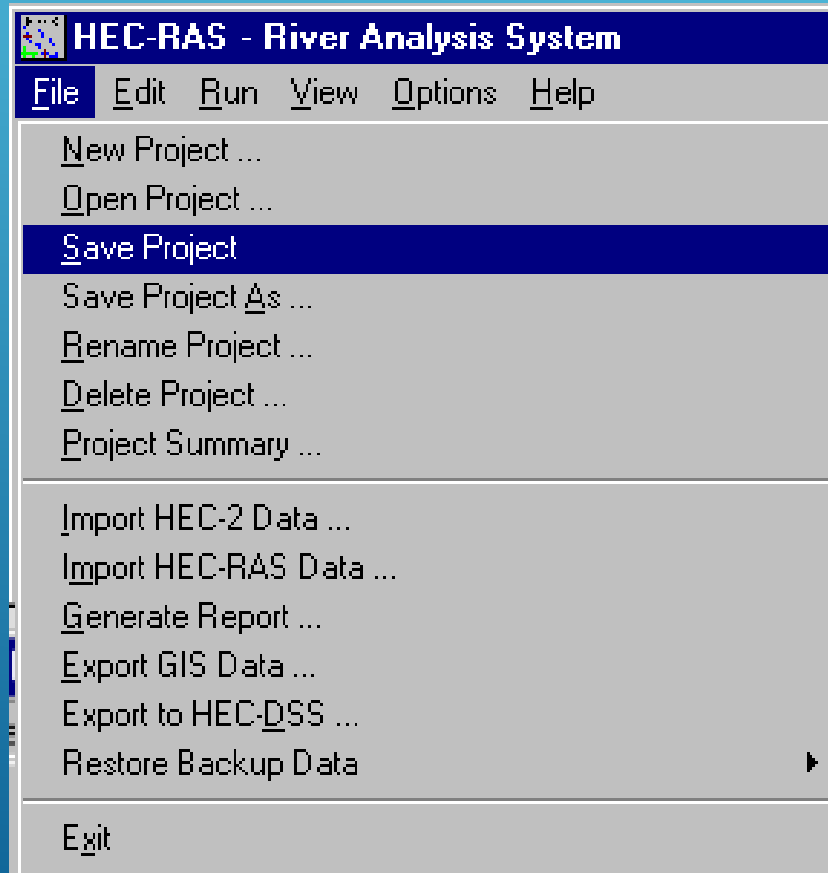 HEC-RAS - River Analysis System
File Edit Run View Options Help
New Project ...
Open Project ...
Save Project
Save Project As ...
Rename Project ...
Delete Project ...
Project Summary ...
Import HEC-2 Data ...
Import HEC-RAS Data ...
Generate Report ...
Export GIS Data ...
Export to HEC-DSS ...
Restore Backup Data
Exit